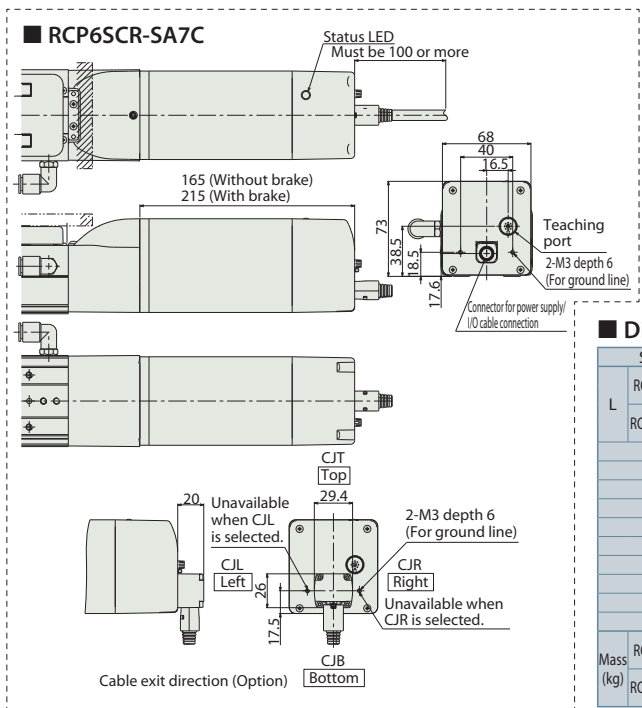 ■ RCP6SCR-SA7C
Status LED
Must be 100 or more
165 (Without brake)
215 (With brake)
68
40
16.5
73
38.5
18.5
17.6
Teaching
port
2-M3 depth 6
(For ground line)
Connector for power supply/
I/O cable connection
■ D
S
L
RC
RC
CJT
Top
29.4
20
Unavailable
when CJL
is selected.
2-M3 depth 6
(For ground line)
CJL
Left
CJR
Right
26
17.5
Unavailable when
CJR is selected.
CJB
Bottom
Cable exit direction (Option)
Mass
(kg)
RC
RC